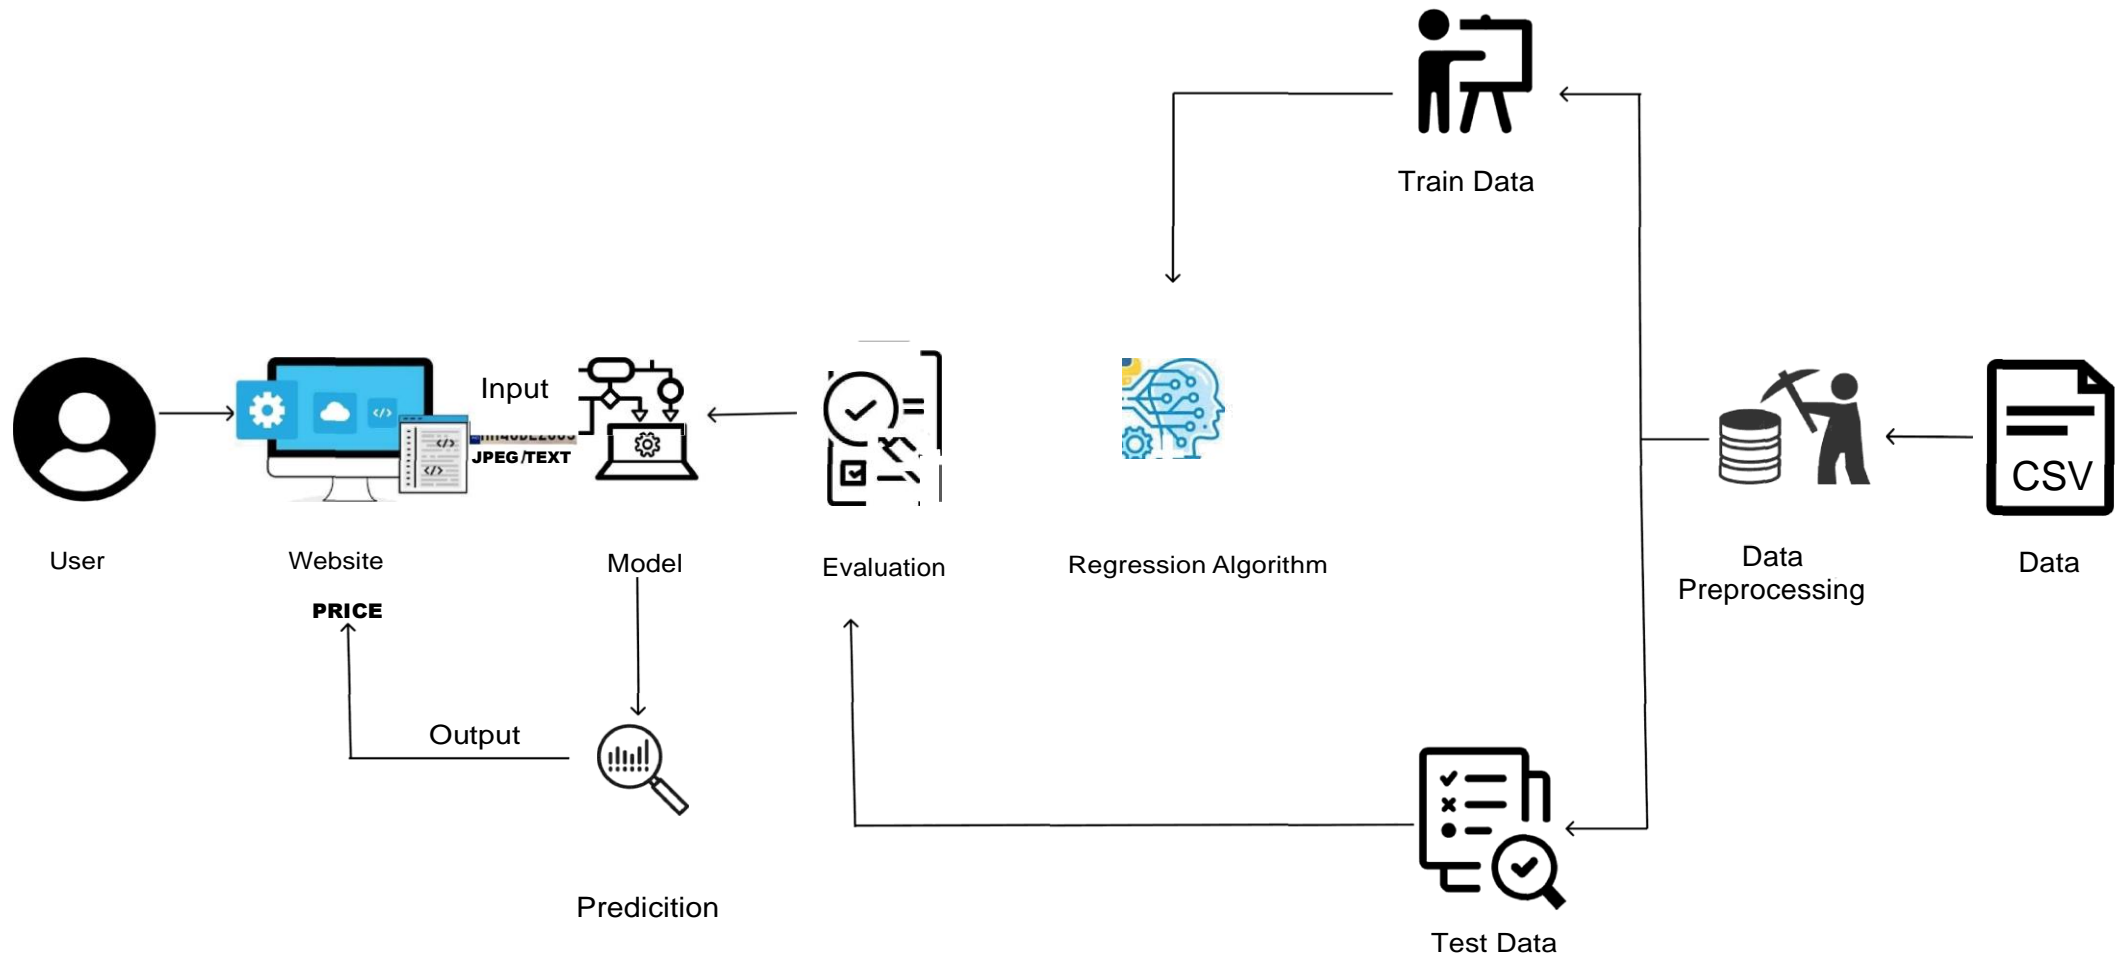 Train Data
Input
JPEG/TEXT
CSV
User
Website
Model
Evaluation
Regression Algorithm
Data
Preprocessing
Data
PRICE
Output
Predicition
Test Data